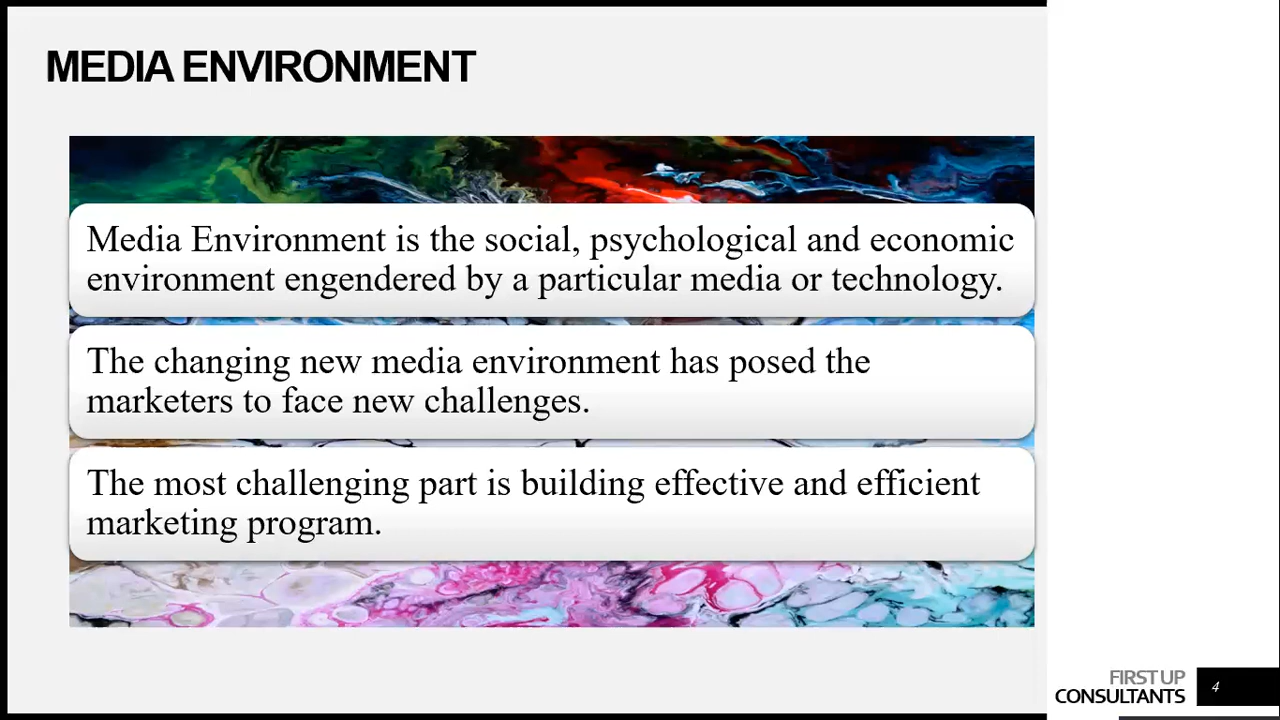 MEDIA ENVIRONMENT
Media Environment is the social, psychological and economic
environment engendered by a particular media or technology.
The changing new media environment has posed the
marketers to face new challenges.
The most challenging part is building effective and efficient
marketing program.
FIRST UP
CONSULTANTS
4